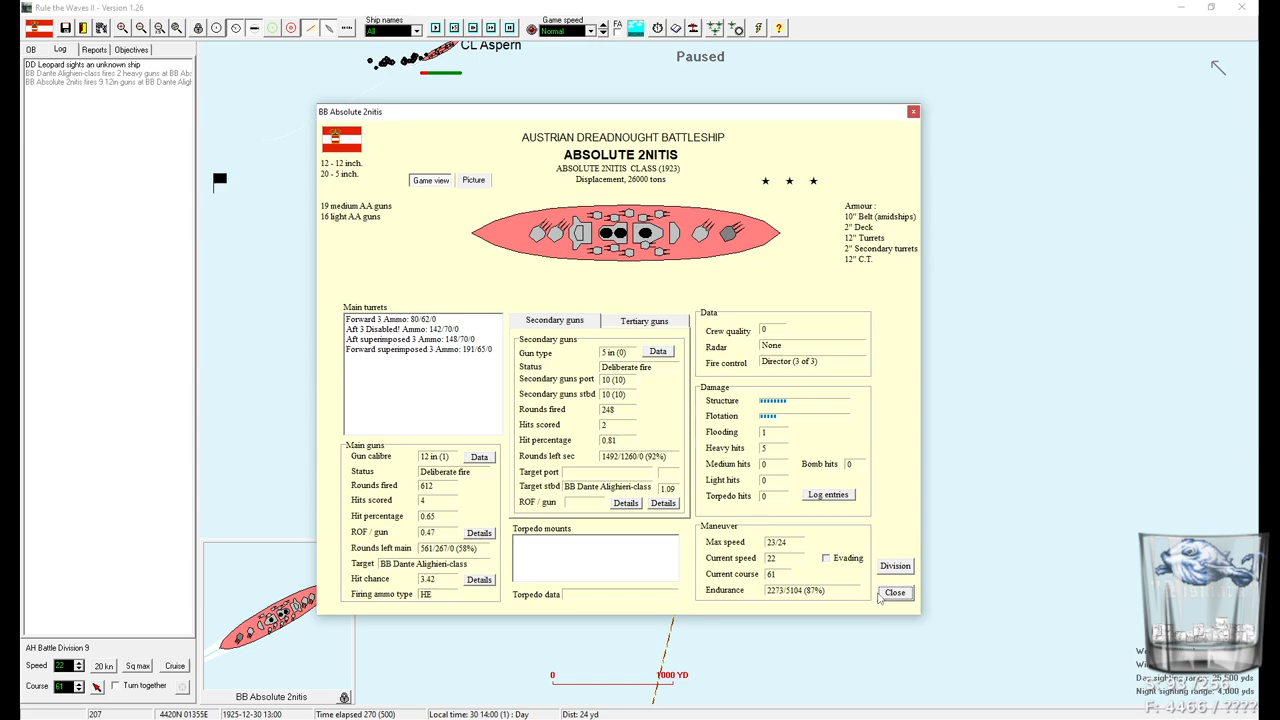 Rule the Waves II - Version 1.26
Ship names
All
Game speed
Normal
FA
OB Log Reports Objectives
DD Leopard sights an unknown ship
BB Dante Alighieri-class fires 2 heavy guns at BB Abs
BB Absolute 2nitis fires 9 12in guns at BB Dante Aligh
CL Aspern
Paused
BB Absolute 2nitis
x
AUSTRIAN DREADNOUGHT BATTLESHIP
ABSOLUTE 2NITIS
ABSOLUTE 2NITIS CLASS (1923)
Displacement, 26000 tons
12 - 12 inch.
20 - 5 inch.
Game view Picture
19 medium AA guns
16 light AA guns
Armour :
10" Belt (amidships)
2" Deck
12" Turrets
2" Secondary turrets
12" C.T.
Main turrets
Forward 3 Ammo: 80/62/0
Aft 3 Disabled! Ammo: 142/70/0
Aft superimposed 3 Ammo: 148/70/0
Forward superimposed 3 Ammo: 191/65/0
Main guns
Gun calibre 12 in (1) Data
Status Deliberate fire
Rounds fired 612
Hits scored 4
Hit percentage 0.65
ROF / gun 0.47 Details
Rounds left main 561/267/0 (58%)
Target BB Dante Alighieri-class
Hit chance 3.42 Details
Firing ammo type HE
Secondary guns Tertiary guns
Secondary guns
Gun type 5 in (0) Data
Status Deliberate fire
Secondary guns port 10 (10)
Secondary guns stbd 10 (10)
Rounds fired 248
Hits scored 2
Hit percentage 0.81
Rounds left sec 1492/1260/0 (92%)
Target port
Target stbd BB Dante Alighieri-class 1.09
ROF / gun Details Details
Torpedo mounts
Torpedo data
Data
Crew quality 0
Radar None
Fire control Director (3 of 3)
Damage
Structure
Flotation
Flooding 1
Heavy hits 5
Medium hits 0 Bomb hits 0
Light hits 0
Torpedo hits 0 Log entries
Maneuver
Max speed 23/24
Current speed 22 Evading
Current course 61
Endurance 2273/5104 (87%)
Division
Close
AH Battle Division 9
Speed 22 20 kn Sq max Cruise
Course 61 Turn together
BB Absolute 2nitis
0 1000 YD
Day sighting range: 25,500 yds
Night sighting range: 4,000 yds
F: 4466 / ????
207 4420N 01355E 1925-12-30 13:00 Time elapsed 270 (500) Local time: 30 14:00 (1) : Day Dist: 24 yd